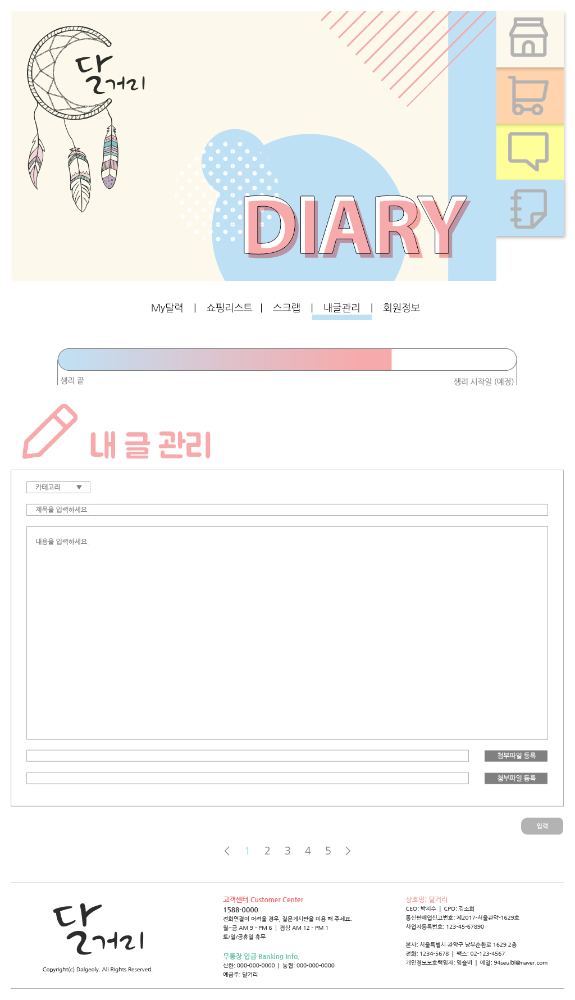 달거리
DIARY
My달력 | 쇼핑리스트 | 스크랩 | 내글관리 | 회원정보
생리 끝
생리 시작일 (예정)
내 글 관리
카테고리 ▼
제목을 입력하세요.
내용을 입력하세요.
첨부파일 등록
첨부파일 등록
입력
< 1 2 3 4 5 >
달거리
Copyright(c) Dalgeoly. All Rights Reserved.
고객센터 Customer Center
1588-0000
전화연결이 어려울 경우, 질문게시판을 이용 해 주세요.
월~금 AM 9 - PM 6 | 점심 AM 12 - PM 1
토/일/공휴일 휴무
무통장 입금 Banking Info.
신한: 000-000-0000 | 농협: 000-000-0000
예금주: 달거리
상호명: 달거리
CEO: 박지수 | CPO: 김소희
통신판매업신고번호: 제2017-서울관악-1629호
사업자등록번호: 123-45-67890
본사: 서울특별시 관악구 남부순환로 1629 2층
전화: 1234-5678 | 팩스: 02-123-4567
개인정보보호책임자: 임슬비 | 메일: 94seulbi@naver.com